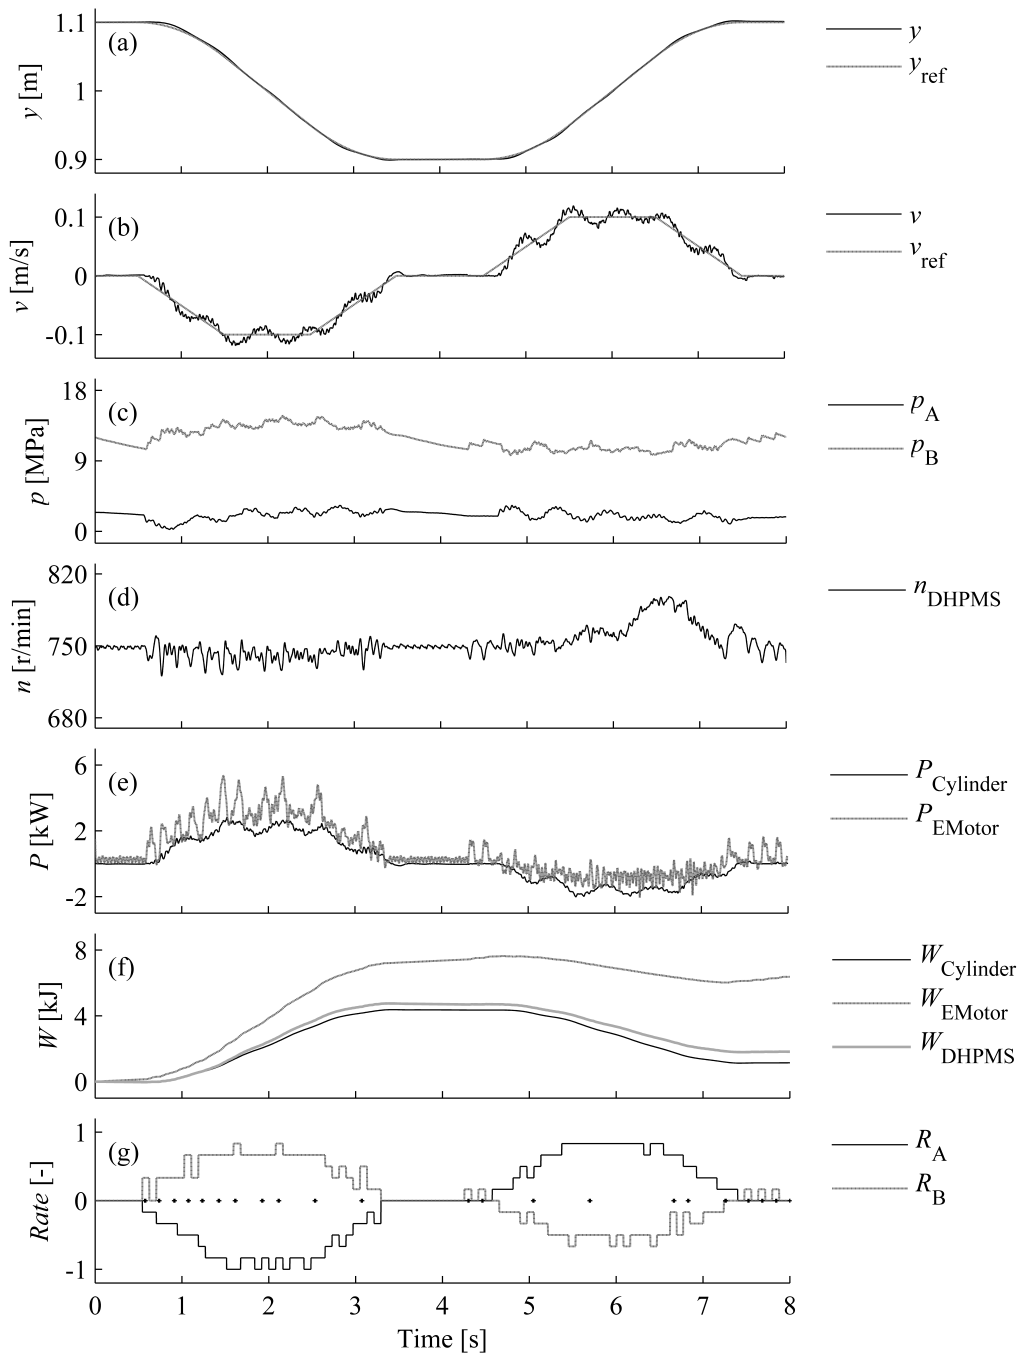 1.1
1
0.9
y [m]
(a)
y
y_ref
0.1
0
-0.1
v [m/s]
(b)
v
v_ref
18
9
0
p [MPa]
(c)
p_A
p_B
820
750
680
n [r/min]
(d)
n_DHPMS
6
2
-2
P [kW]
(e)
P_Cylinder
P_EMotor
8
4
0
W [kJ]
(f)
W_Cylinder
W_EMotor
W_DHPMS
1
0
-1
Rate [-]
(g)
R_A
R_B
0 1 2 3 4 5 6 7 8
Time [s]